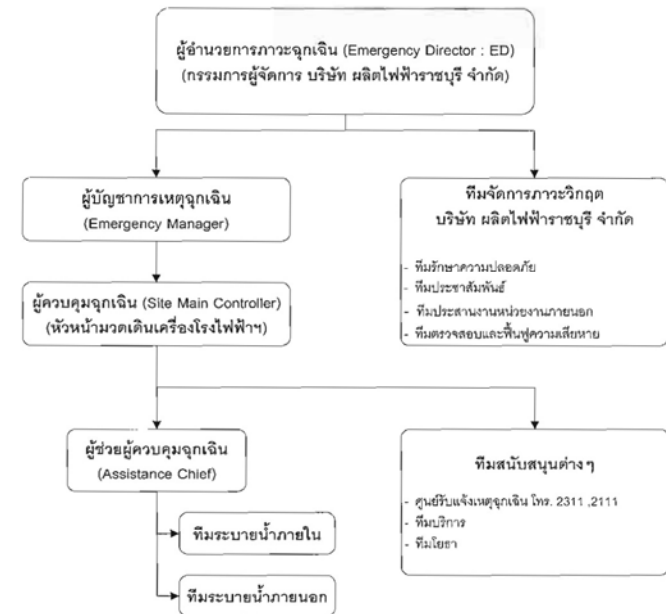 ผู้อำนวยการภาวะฉุกเฉิน (Emergency Director : ED)
(กรรมการผู้จัดการ บริษัท ผลิตไฟฟ้าราชบุรี จำกัด)
ผู้บัญชาการเหตุฉุกเฉิน
(Emergency Manager)
ทีมจัดการภาวะวิกฤต
บริษัท ผลิตไฟฟ้าราชบุรี จำกัด
- ทีมรักษาความปลอดภัย
- ทีมประชาสัมพันธ์
- ทีมประสานงานหน่วยงานภายนอก
- ทีมตรวจสอบและฟื้นฟูความเสียหาย
ผู้ควบคุมฉุกเฉิน (Site Main Controller)
(หัวหน้าหมวดเดินเครื่องโรงไฟฟ้าฯ)
ผู้ช่วยผู้ควบคุมฉุกเฉิน
(Assistance Chief)
ทีมสนับสนุนต่างๆ
- ศูนย์รับแจ้งเหตุฉุกเฉิน โทร. 2311 ,2111
- ทีมบริการ
- ทีมโยธา
ทีมระบายน้ำภายใน
ทีมระบายน้ำภายนอก